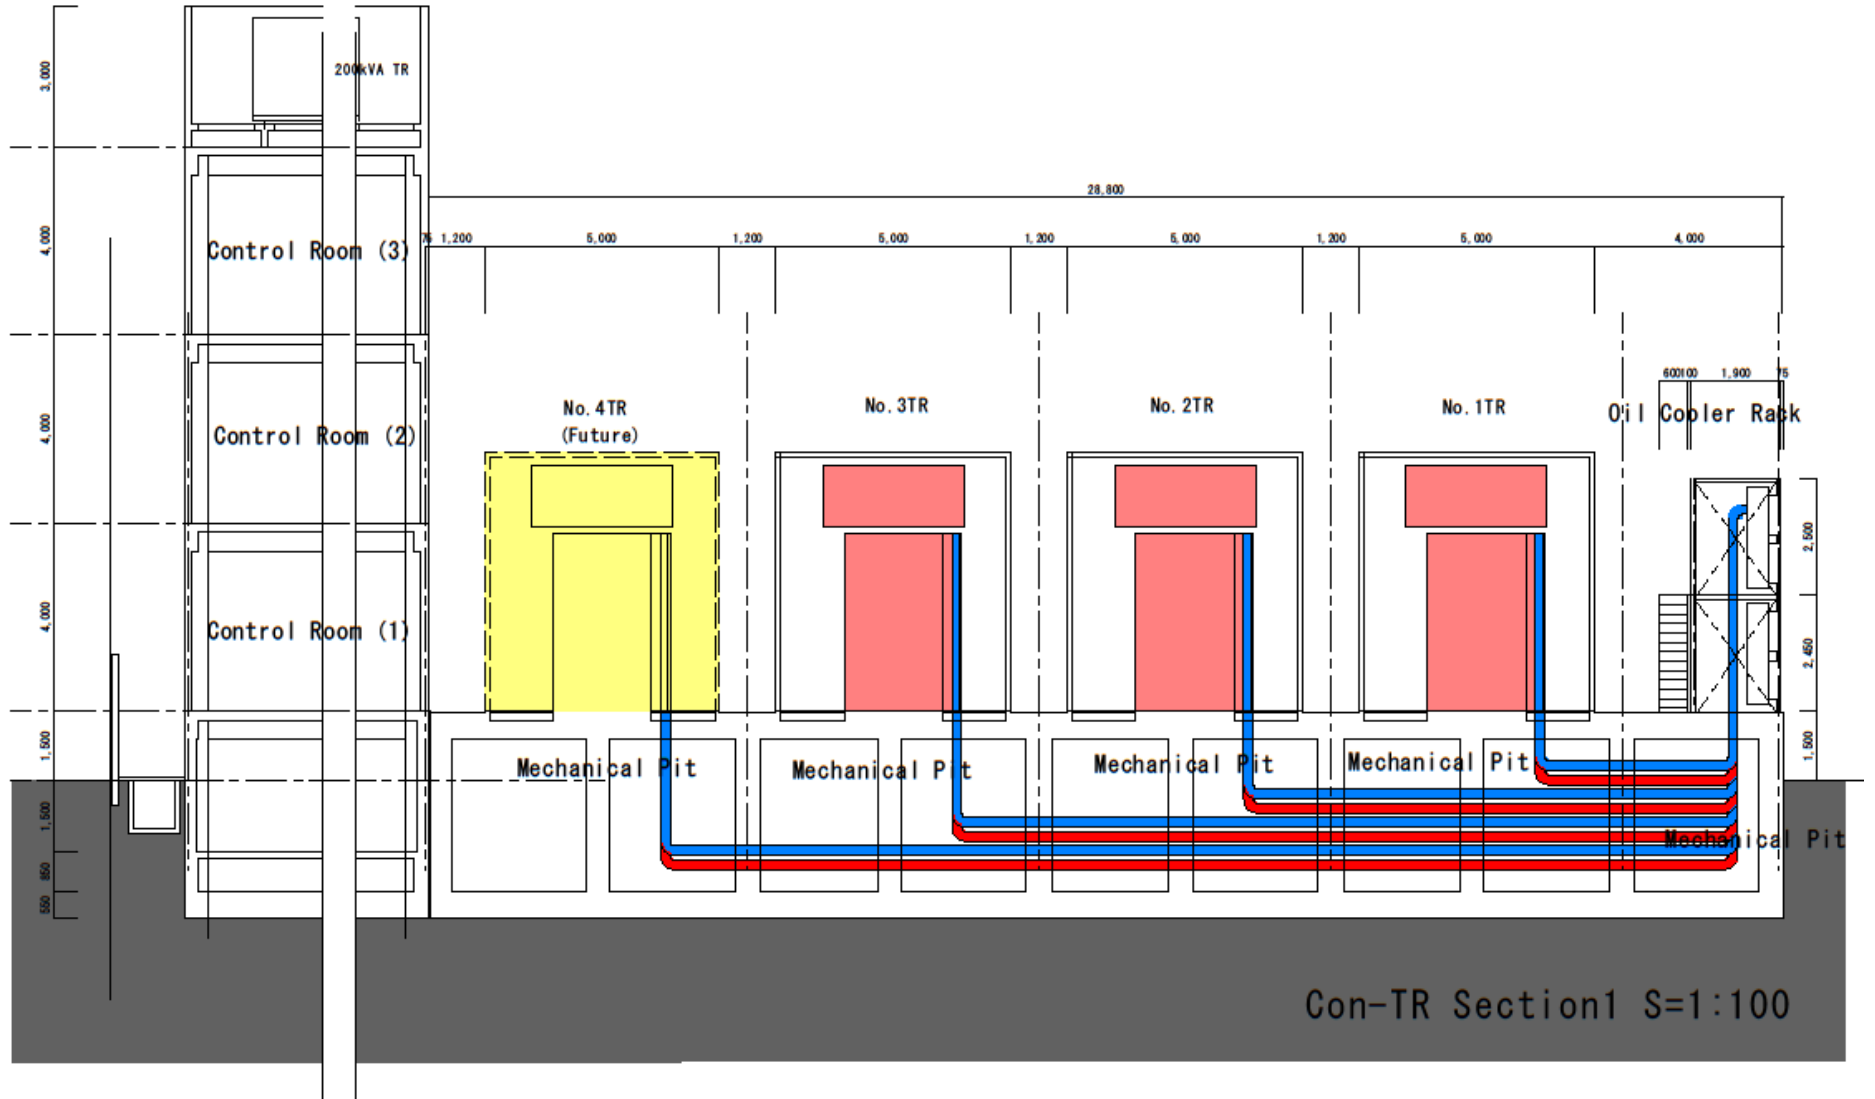 3,000
200kVA TR
28,800
4,000
Control Room (3)
75 1,200 5,000 1,200 5,000 1,200 5,000 1,200 5,000 4,000
600 100 1,900 75
No.4TR
(Future)
No.3TR
No.2TR
No.1TR
Oil Cooler Rack
4,000
Control Room (2)
2,500
4,000
Control Room (1)
2,450
1,500
Mechanical Pit
Mechanical Pit
Mechanical Pit
Mechanical Pit
1,500
1,500
Mechanical Pit
850
550
Con-TR Section1 S=1:100